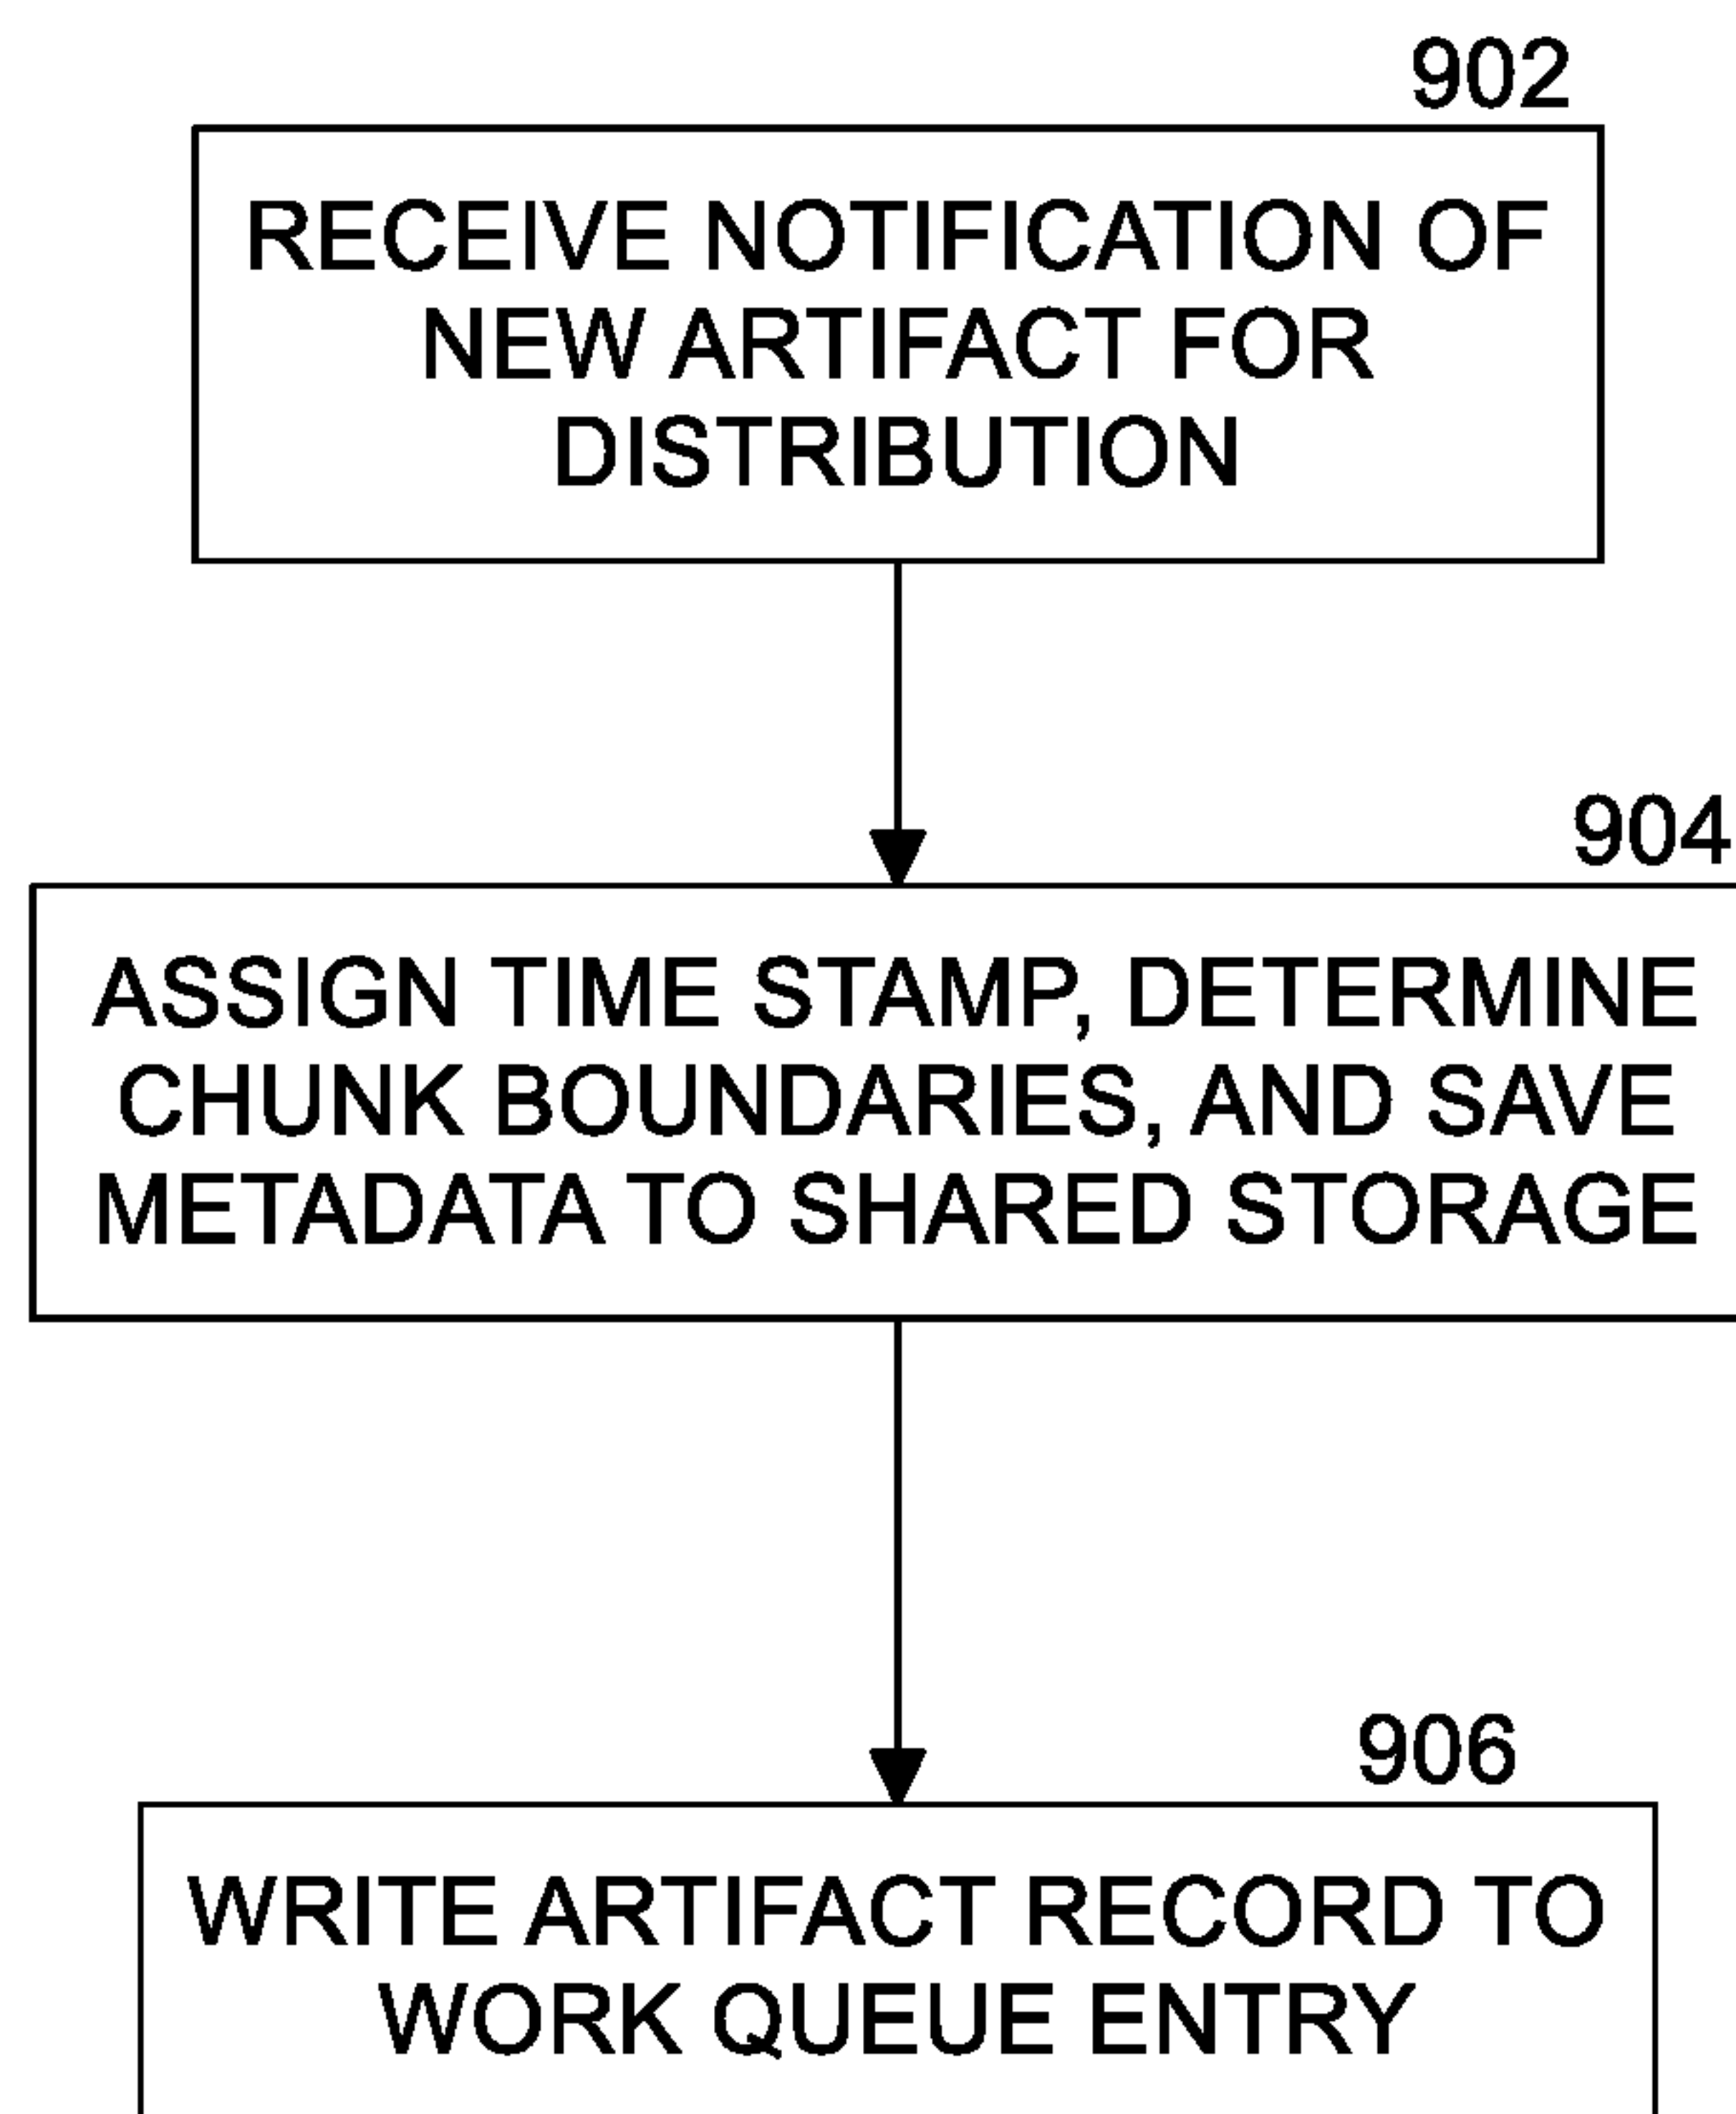 902
RECEIVE NOTIFICATION OF
NEW ARTIFACT FOR
DISTRIBUTION
904
ASSIGN TIME STAMP, DETERMINE
CHUNK BOUNDARIES, AND SAVE
METADATA TO SHARED STORAGE
906
WRITE ARTIFACT RECORD TO
WORK QUEUE ENTRY